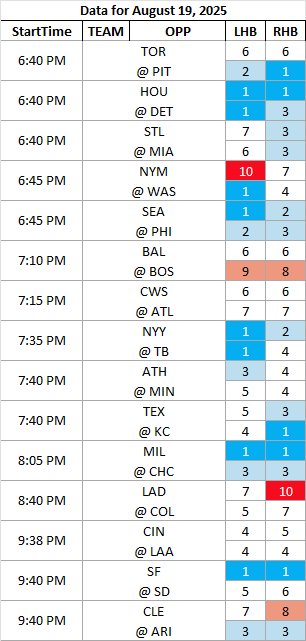 Data for August 19, 2025
StartTime TEAM OPP LHB RHB
6:40 PM
TOR 6 6
@ PIT 2 1
6:40 PM
HOU 1 1
@ DET 1 3
6:40 PM
STL 7 3
@ MIA 6 3
6:45 PM
NYM 10 7
@ WAS 1 4
6:45 PM
SEA 1 2
@ PHI 2 3
7:10 PM
BAL 6 6
@ BOS 9 8
7:15 PM
CWS 6 6
@ ATL 7 7
7:35 PM
NYY 1 2
@ TB 1 4
7:40 PM
ATH 3 4
@ MIN 5 4
7:40 PM
TEX 5 3
@ KC 4 1
8:05 PM
MIL 1 1
@ CHC 3 3
8:40 PM
LAD 7 10
@ COL 5 7
9:38 PM
CIN 4 5
@ LAA 4 4
9:40 PM
SF 1 1
@ SD 5 6
9:40 PM
CLE 7 8
@ ARI 3 3